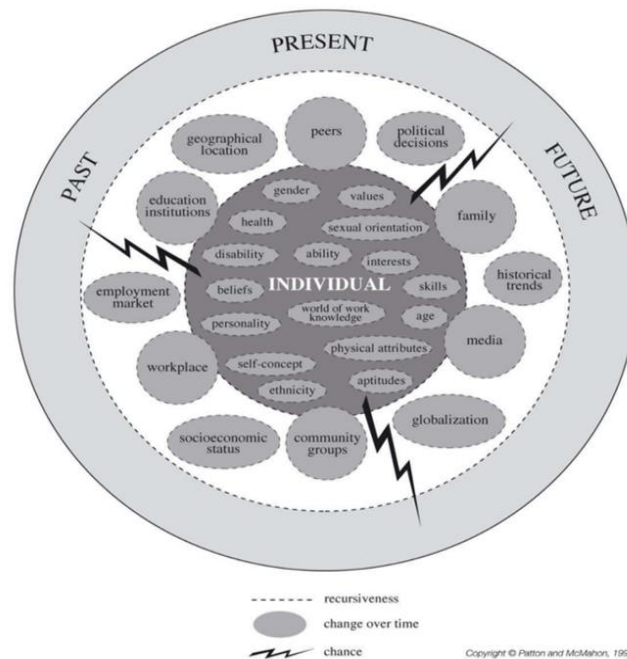 PRESENT
PAST
FUTURE
geographical
location
peers
political
decisions
education
institutions
gender
values
family
health
sexual orientation
disability
ability
interests
historical
trends
employment
market
beliefs
INDIVIDUAL
skills
world of work
knowledge
age
personality
media
physical attributes
workplace
self-concept
aptitudes
ethnicity
globalization
socioeconomic
status
community
groups
recursiveness
change over time
chance
Copyright © Patton and McMahon, 199